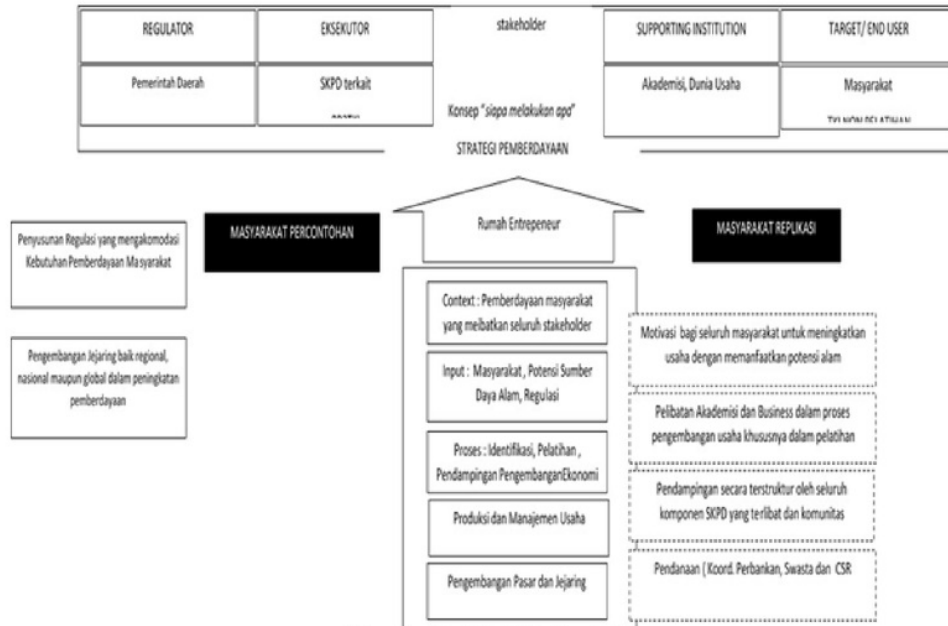 REGULATOR
EKSEKUTOR
stakeholder
SUPPORTING INSTITUTION
TARGET/ END USER
Pemerintah Daerah
SKPD terkait
Akademisi, Dunia Usaha
Masyarakat
TKI NON PELATIHAN
Konsep "siapa melakukan apa"
STRATEGI PEMBERDAYAAN
Rumah Entrepeneur
MASYARAKAT PERCONTOHAN
MASYARAKAT REPLIKASI
Penyusunan Regulasi yang mengakomodasi
Kebutuhan Pemberdayaan Masyarakat
Pengembangan Jejaring baik regional,
nasional maupun global dalam peningkatan
pemberdayaan
Context : Pemberdayaan masyarakat
yang meibatkan seluruh stakeholder
Input : Masyarakat , Potensi Sumber
Daya Alam, Regulasi
Proses : Identifikasi, Pelatihan ,
Pendampingan PengembanganEkonomi
Produksi dan Manajemen Usaha
Pengembangan Pasar dan Jejaring
Motivasi bagi seluruh masyarakat untuk meningkatkan
usaha dengan memanfaatkan potensi alam
Pelibatan Akademisi dan Business dalam proses
pengembangan usaha khususnya dalam pelatihan
Pendampingan secara terstruktur oleh seluruh
komponen SKPD yang terlibat dan komunitas
Pendanaan ( Koord. Perbankan, Swasta dan CSR